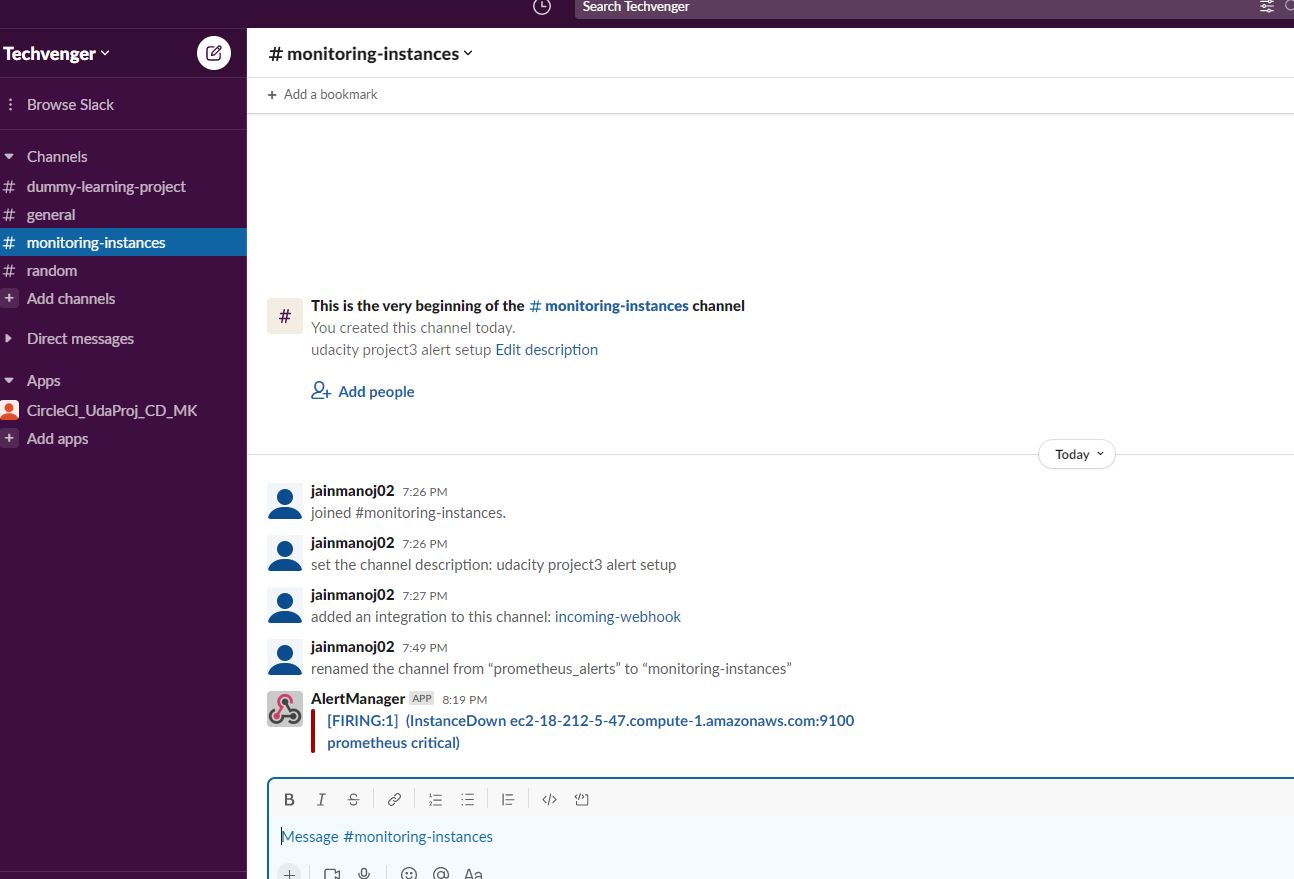 Search Techvenger
Techvenger
# monitoring-instances
+ Add a bookmark
Browse Slack
Channels
# dummy-learning-project
# general
# monitoring-instances
# random
+ Add channels
Direct messages
Apps
CircleCI_UdaProj_CD_MK
+ Add apps
#
This is the very beginning of the # monitoring-instances channel
You created this channel today.
udacity project3 alert setup Edit description
Add people
Today
jainmanoj02 7:26 PM
joined #monitoring-instances.
jainmanoj02 7:26 PM
set the channel description: udacity project3 alert setup
jainmanoj02 7:27 PM
added an integration to this channel: incoming-webhook
jainmanoj02 7:49 PM
renamed the channel from “prometheus_alerts” to “monitoring-instances”
AlertManager APP 8:19 PM
[FIRING:1] (InstanceDown ec2-18-212-5-47.compute-1.amazonaws.com:9100
prometheus critical)
B I S
Message #monitoring-instances
+ @ Aa